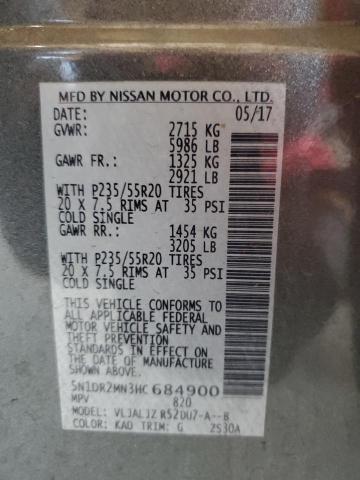 MFD BY NISSAN MOTOR CO., LTD.
DATE: 05/17
GVWR: 2715 KG
5986 LB
GAWR FR.: 1325 KG
2921 LB
WITH P235/55R20 TIRES
20 x 7.5 RIMS AT 35 PSI
COLD SINGLE
GAWR RR.: 1454 KG
3205 LB
WITH P235/55R20 TIRES
20 x 7.5 RIMS AT 35 PSI
COLD SINGLE
THIS VEHICLE CONFORMS TO
ALL APPLICABLE FEDERAL
MOTOR VEHICLE SAFETY AND
THEFT PREVENTION
STANDARDS IN EFFECT ON
THE DATE OF MANUFACTURE
SHOWN ABOVE.
5N1DR2MN3HC684900
MPV 820
MODEL: VLJALJZ R52DU7-A--B
COLOR: KAD TRIM: G 2S30A